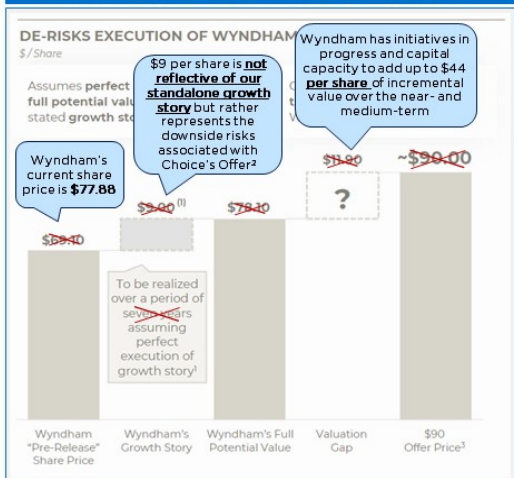 DE-RISKS EXECUTION OF WYNDHAM
$ / Share
Wyndham has initiatives in
progress and capital
capacity to add up to $44
per share of incremental
value over the near- and
medium-term
$9 per share is not
reflective of our
standalone growth
story but rather
represents the
downside risks
associated with
Choice's Offer²
Assumes perfect
full potential valu
stated growth sto
Wyndham's
current share
price is $77.88
$69.10
$9.00 (1)
$78.10
$11.90
~$90.00
?
To be realized
over a period of
seven years
assuming
perfect
execution of
growth story¹
Wyndham
"Pre-Release"
Share Price
Wyndham's
Growth Story
Wyndham's Full
Potential Value
Valuation
Gap
$90
Offer Price³